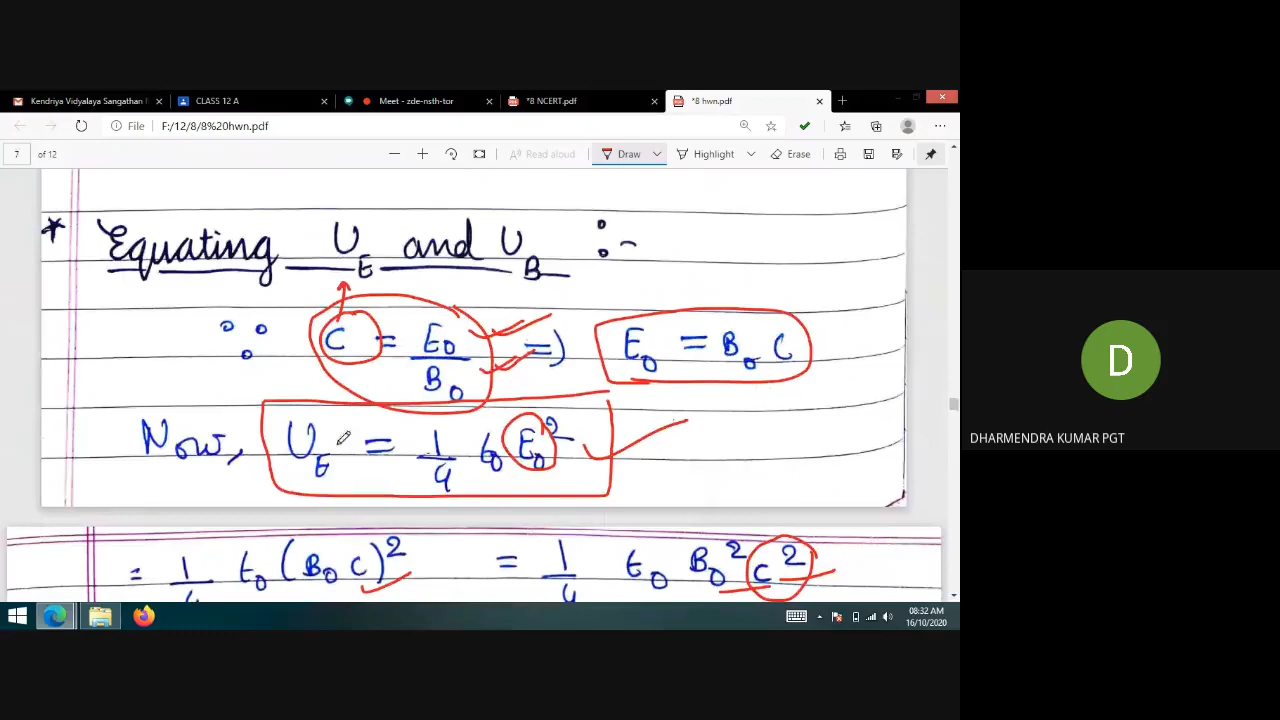 Kendriya Vidyalaya Sangathan
CLASS 12 A
Meet - zde-nsth-tor
*8 NCERT.pdf
*8 hwn.pdf
File F:/12/8/8%20hwn.pdf
7 of 12
Read aloud Draw Highlight Erase
* Equating U_E and U_B :-
∵ C = E₀/B₀ ⇒ E₀ = B₀ C
Now, U_E = 1/4 ε₀ E₀²
= 1/4 ε₀ (B₀ C)² = 1/4 ε₀ B₀² C²
D
DHARMENDRA KUMAR PGT
08:32 AM
16/10/2020